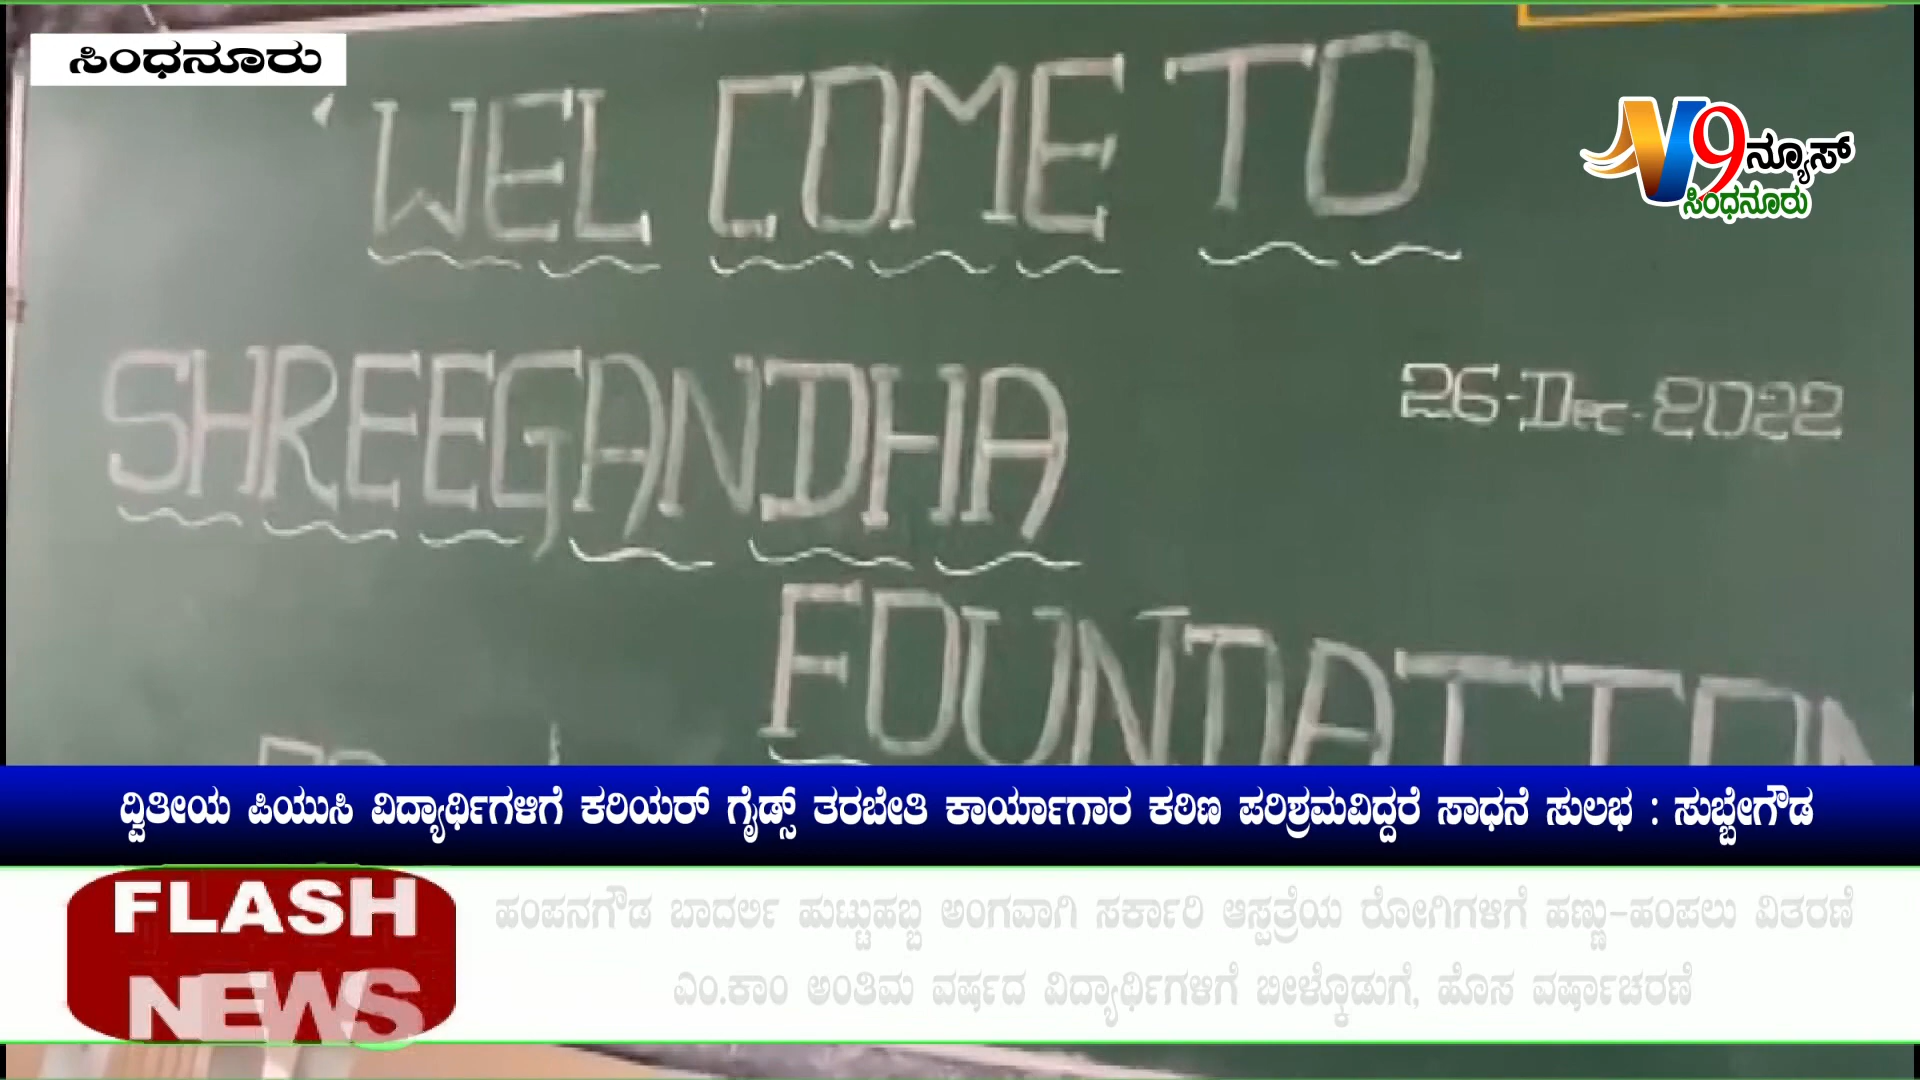 ಸಿಂಧನೂರು
WEL COME TO
V9 ನ್ಯೂಸ್
ಸಿಂಧನೂರು
SHREEGANDHA
26-Dec-2022
FOUNDATION
ದ್ವಿತೀಯ ಪಿಯುಸಿ ವಿದ್ಯಾರ್ಥಿಗಳಿಗೆ ಕರಿಯರ್ ಗೈಡ್ಸ್ ತರಬೇತಿ ಕಾರ್ಯಾಗಾರ ಕಠಿಣ ಪರಿಶ್ರಮವಿದ್ದರೆ ಸಾಧನೆ ಸುಲಭ : ಸುಬ್ಬೇಗೌಡ
FLASH
NEWS
ಹಂಪನಗೌಡ ಬಾದರ್ಲಿ ಹುಟ್ಟುಹಬ್ಬ ಅಂಗವಾಗಿ ಸರ್ಕಾರಿ ಆಸ್ಪತ್ರೆಯ ರೋಗಿಗಳಿಗೆ ಹಣ್ಣು-ಹಂಪಲು ವಿತರಣೆ
ಎಂ.ಕಾಂ ಅಂತಿಮ ವರ್ಷದ ವಿದ್ಯಾರ್ಥಿಗಳಿಗೆ ಬೀಳ್ಕೊಡುಗೆ, ಹೊಸ ವರ್ಷಾಚರಣೆ